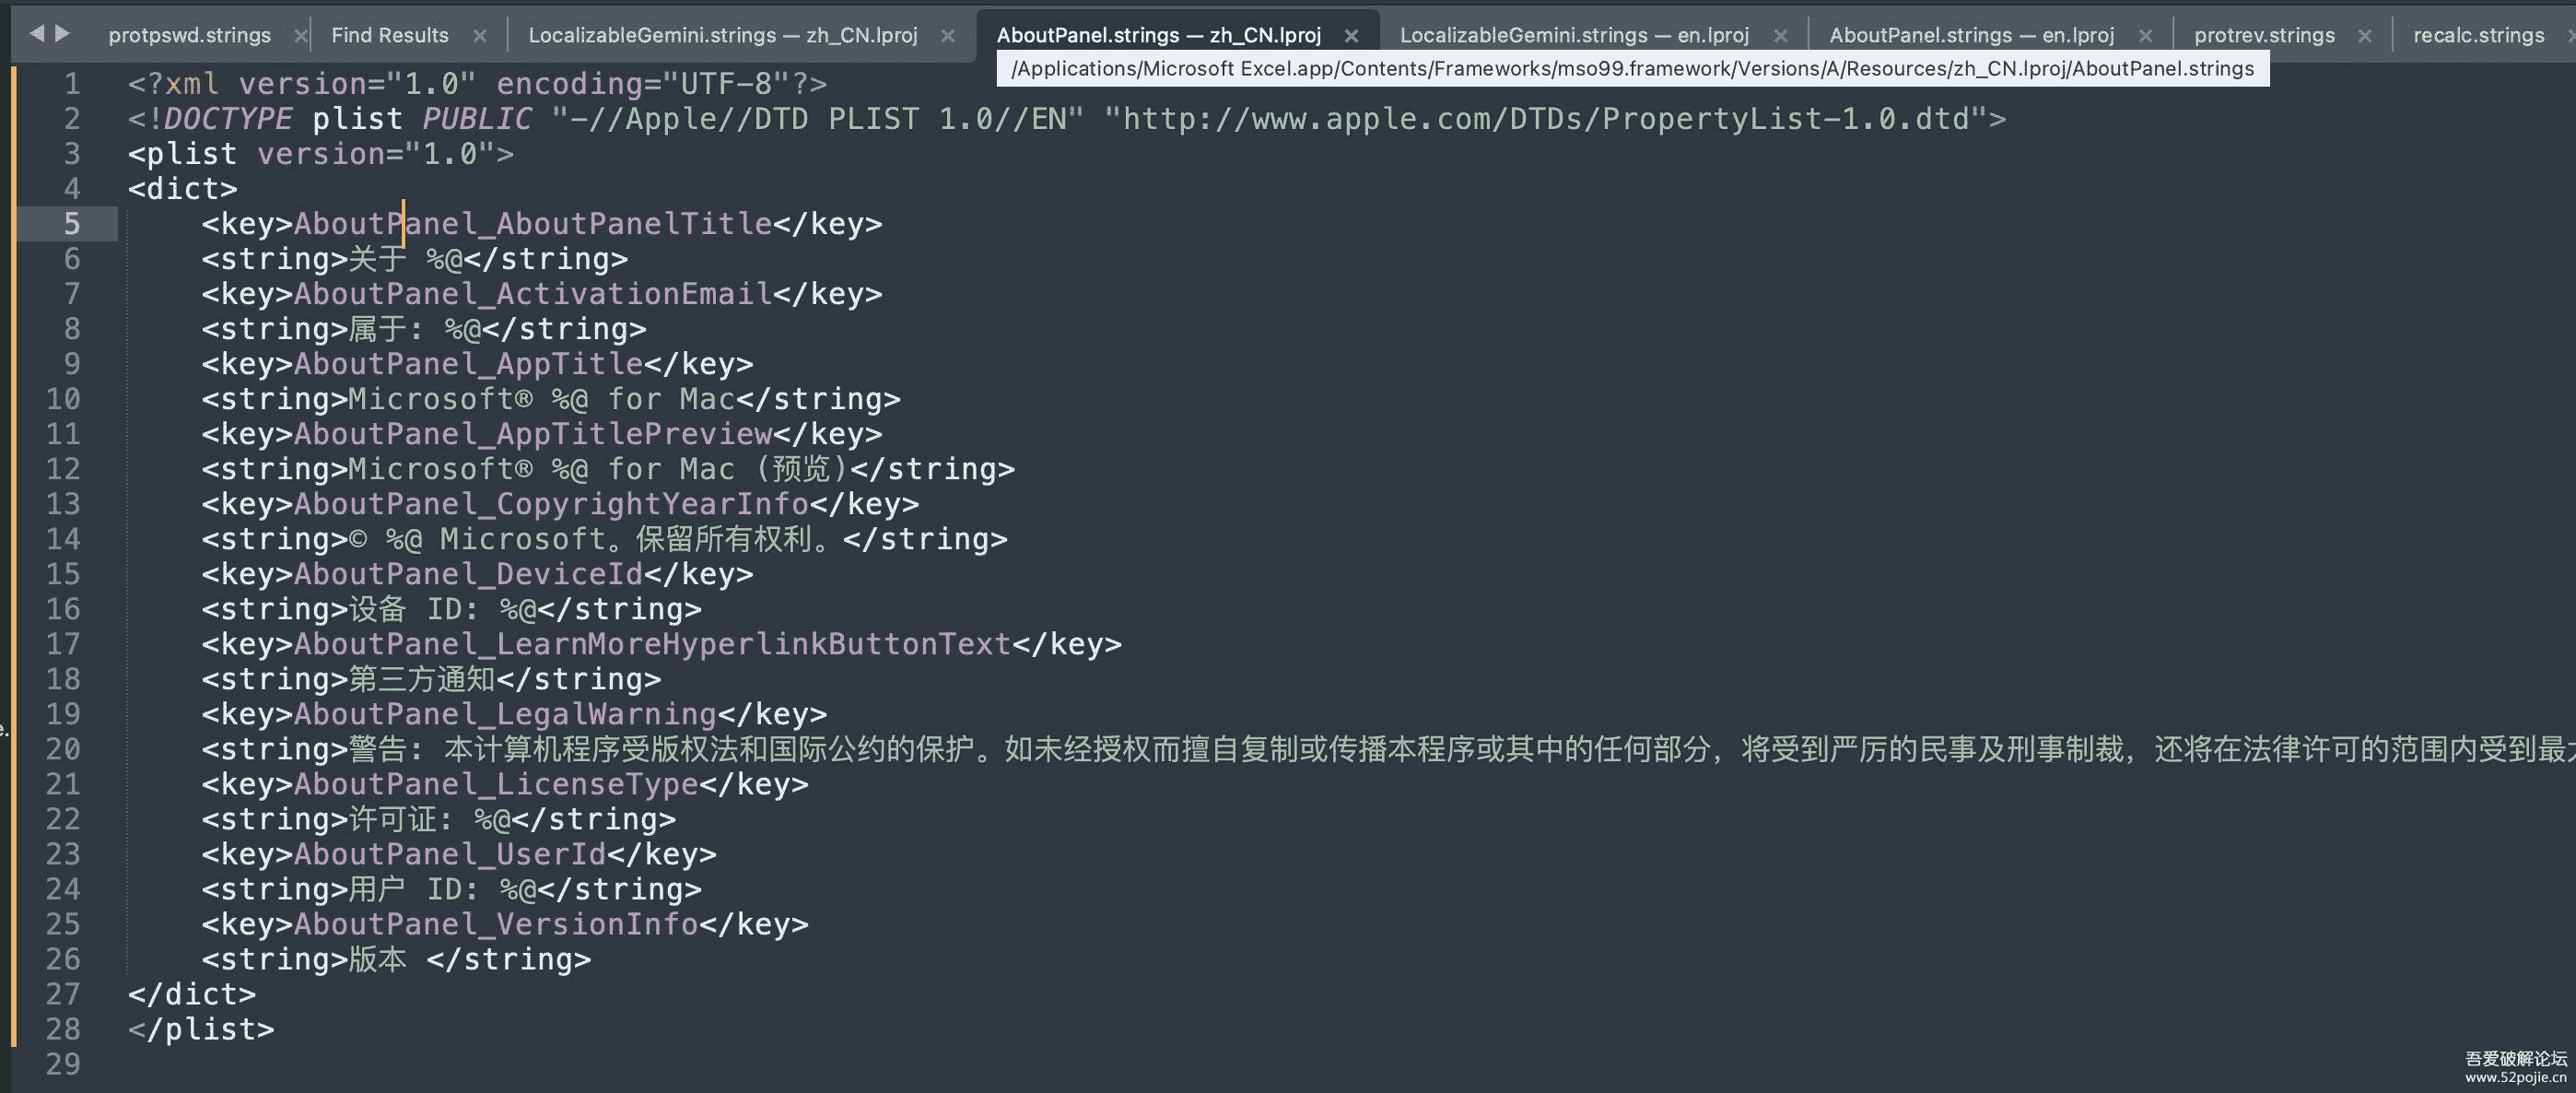 protpswd.strings Find Results LocalizableGemini.strings — zh_CN.lproj AboutPanel.strings — zh_CN.lproj LocalizableGemini.strings — en.lproj AboutPanel.strings — en.lproj protrev.strings recalc.strings
/Applications/Microsoft Excel.app/Contents/Frameworks/mso99.framework/Versions/A/Resources/zh_CN.lproj/AboutPanel.strings
1 <?xml version="1.0" encoding="UTF-8"?>
2 <!DOCTYPE plist PUBLIC "-//Apple//DTD PLIST 1.0//EN" "http://www.apple.com/DTDs/PropertyList-1.0.dtd">
3 <plist version="1.0">
4 <dict>
5 <key>AboutPanel_AboutPanelTitle</key>
6 <string>关于 %@</string>
7 <key>AboutPanel_ActivationEmail</key>
8 <string>属于: %@</string>
9 <key>AboutPanel_AppTitle</key>
10 <string>Microsoft® %@ for Mac</string>
11 <key>AboutPanel_AppTitlePreview</key>
12 <string>Microsoft® %@ for Mac (预览)</string>
13 <key>AboutPanel_CopyrightYearInfo</key>
14 <string>© %@ Microsoft。保留所有权利。</string>
15 <key>AboutPanel_DeviceId</key>
16 <string>设备 ID: %@</string>
17 <key>AboutPanel_LearnMoreHyperlinkButtonText</key>
18 <string>第三方通知</string>
19 <key>AboutPanel_LegalWarning</key>
20 <string>警告: 本计算机程序受版权法和国际公约的保护。如未经授权而擅自复制或传播本程序或其中的任何部分，将受到严厉的民事及刑事制裁，还将在法律许可的范围内受到最
21 <key>AboutPanel_LicenseType</key>
22 <string>许可证: %@</string>
23 <key>AboutPanel_UserId</key>
24 <string>用户 ID: %@</string>
25 <key>AboutPanel_VersionInfo</key>
26 <string>版本 </string>
27 </dict>
28 </plist>
29
吾爱破解论坛
www.52pojie.cn